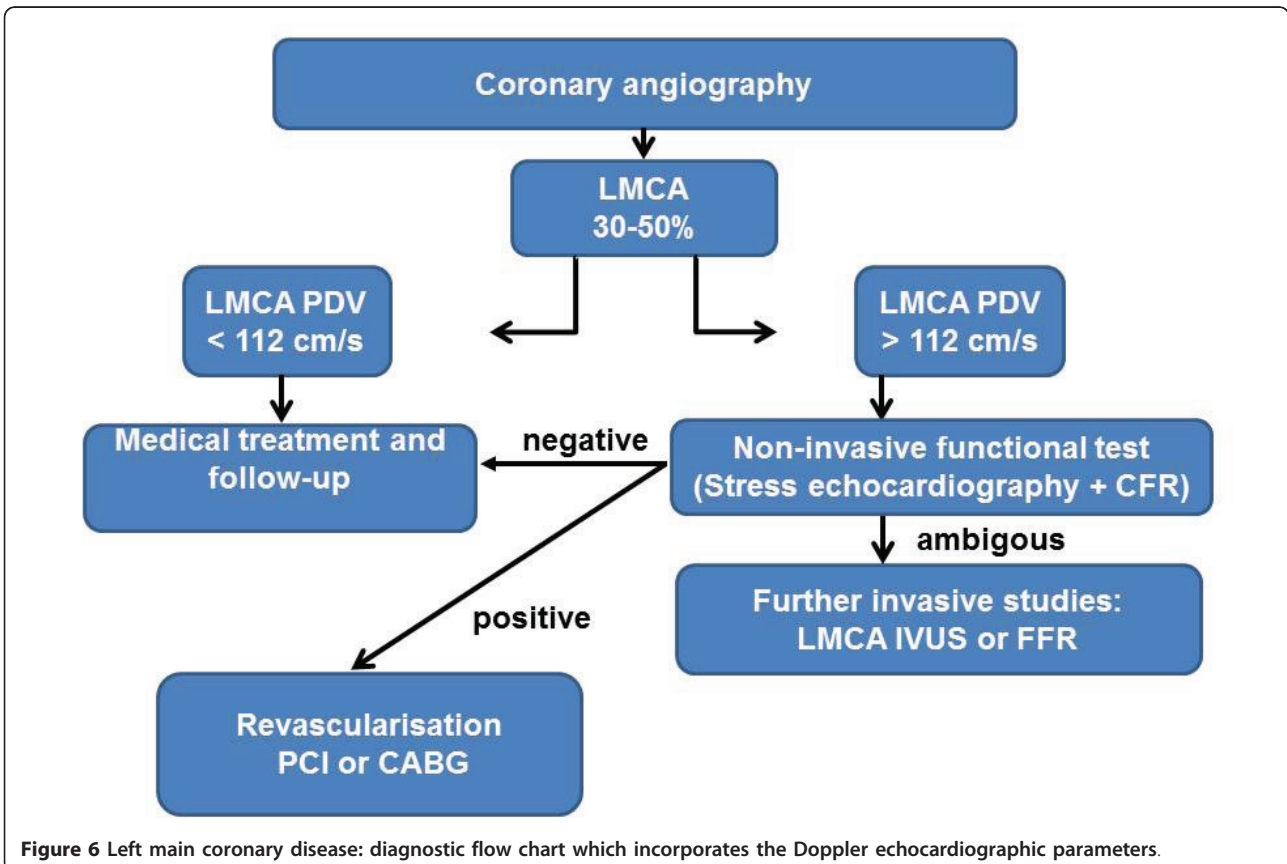 Coronary angiography
LMCA
30-50%
LMCA PDV
< 112 cm/s
LMCA PDV
> 112 cm/s
Medical treatment and
follow-up
negative
Non-invasive functional test
(Stress echocardiography + CFR)
ambigous
positive
Further invasive studies:
LMCA IVUS or FFR
Revascularisation
PCI or CABG
Figure 6 Left main coronary disease: diagnostic flow chart which incorporates the Doppler echocardiographic parameters.